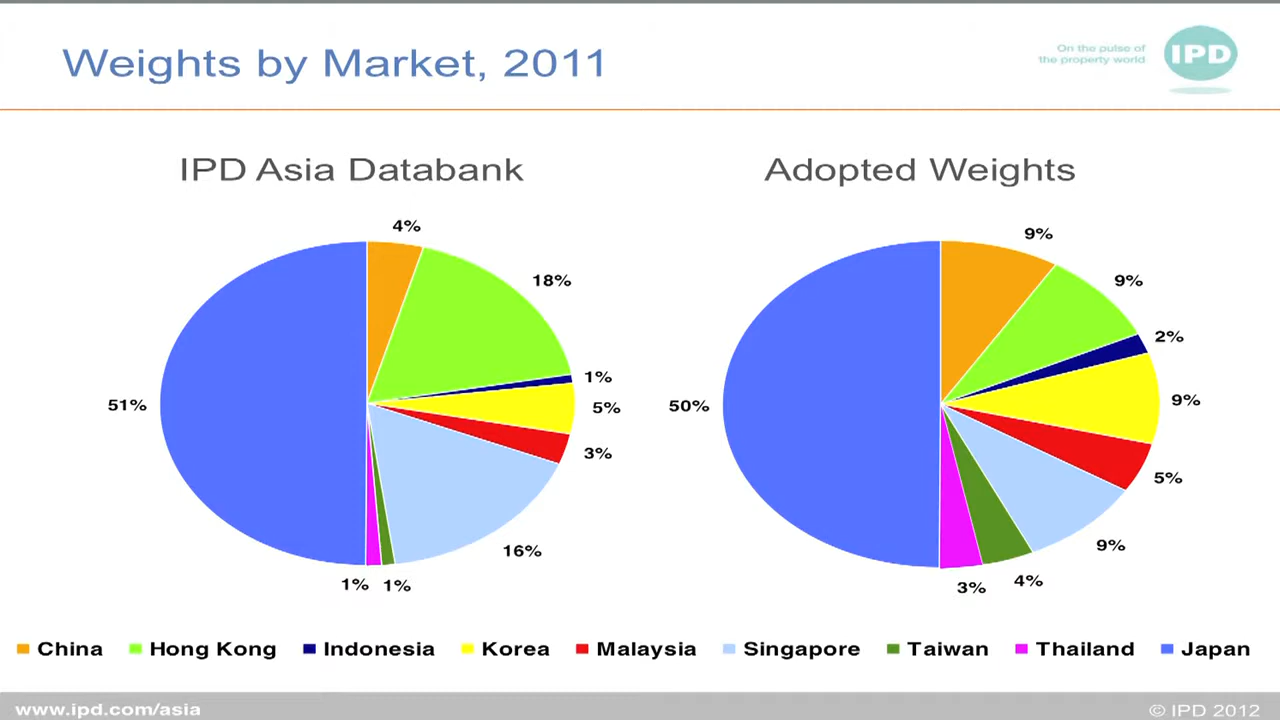 Weights by Market, 2011
On the pulse of
the property world
IPD
IPD Asia Databank
4%
18%
1%
5%
3%
16%
1%
1%
51%
Adopted Weights
9%
9%
2%
9%
5%
9%
4%
3%
50%
China Hong Kong Indonesia Korea Malaysia Singapore Taiwan Thailand Japan
www.ipd.com/asia
© IPD 2012